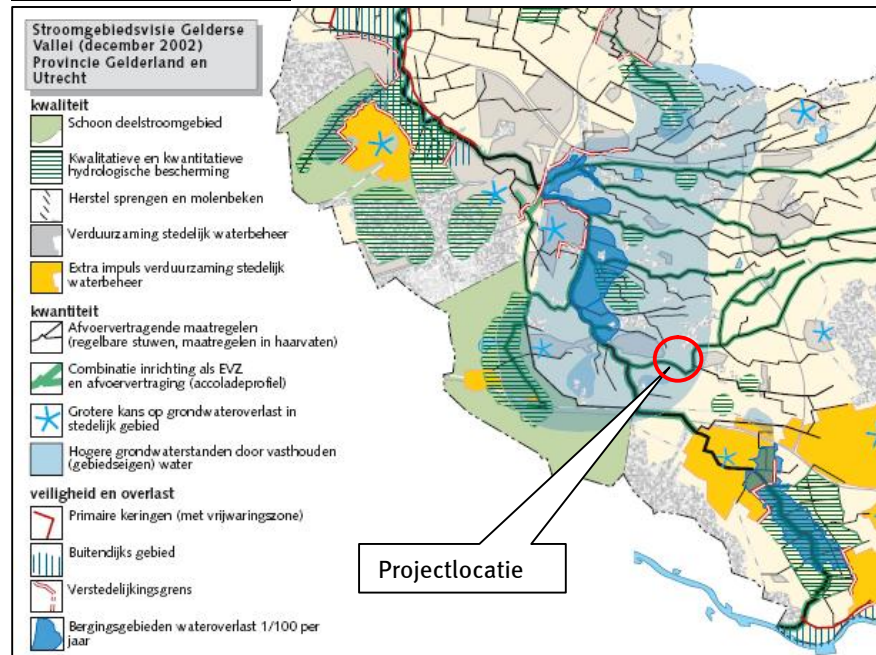 Stroomgebiedsvisie Gelderse
Vallei (december 2002)
Provincie Gelderland en
Utrecht
kwaliteit
Schoon deelstroomgebied
Kwalitatieve en kwantitatieve
hydrologische bescherming
Herstel sprengen en molenbeken
Verduurzaming stedelijk waterbeheer
Extra impuls verduurzaming stedelijk
waterbeheer
kwantiteit
Afvoervertragende maatregelen
(regelbare stuwen, maatregelen in haarvaten)
Combinatie inrichting als EVZ
en afvoervertraging (accoladeprofiel)
Grotere kans op grondwateroverlast in
stedelijk gebied
Hogere grondwaterstanden door vasthouden
(gebiedseigen) water
veiligheid en overlast
Primaire keringen (met vrijwaringszone)
Buitendijks gebied
Verstedelijkingsgrens
Bergingsgebieden wateroverlast 1/100 per
jaar
Projectlocatie